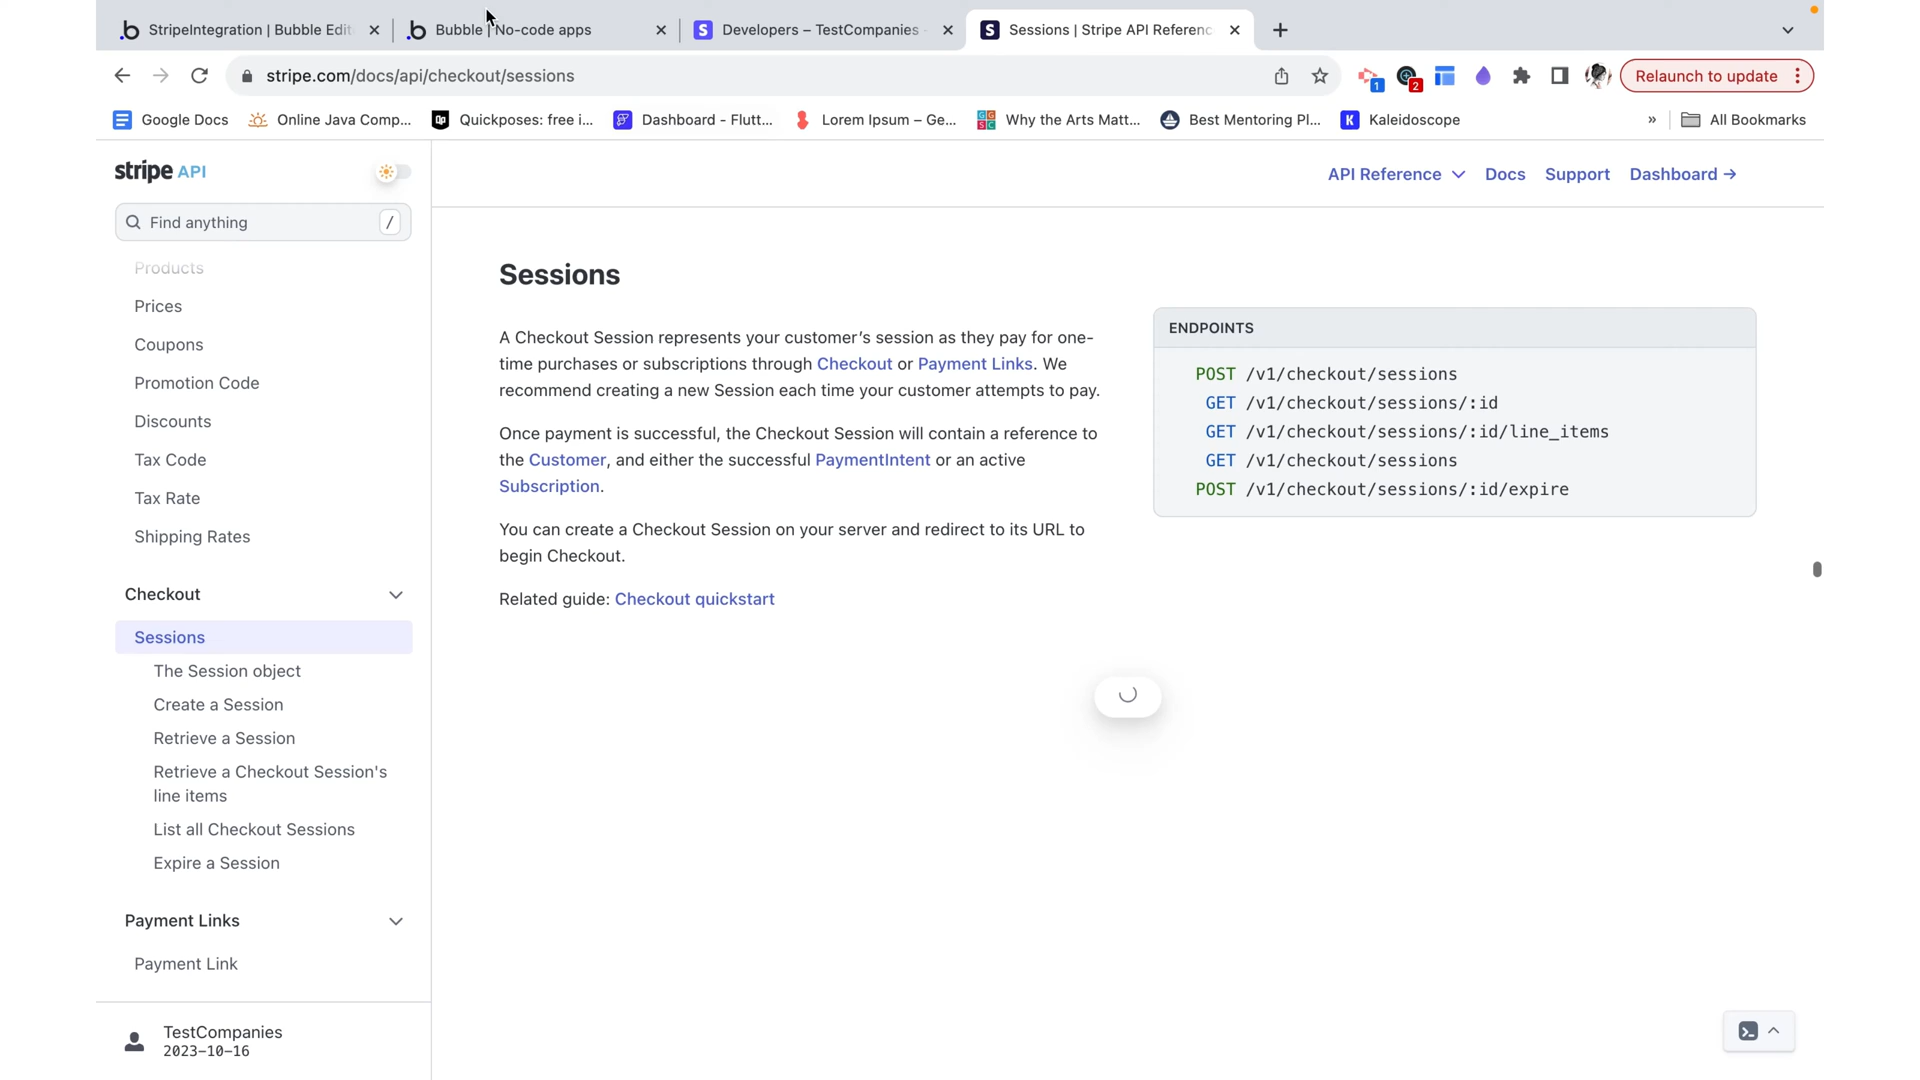 StripeIntegration | Bubble Edit
Bubble | No-code apps
Developers – TestCompanies -
Sessions | Stripe API Referenc
stripe.com/docs/api/checkout/sessions
1
2
Relaunch to update
Google Docs
Online Java Comp...
Quickposes: free i...
Dashboard - Flutt...
Lorem Ipsum – Ge...
Why the Arts Matt...
Best Mentoring Pl...
Kaleidoscope
»
All Bookmarks
stripe API
Find anything
/
API Reference
Docs
Support
Dashboard →
Products
Prices
Coupons
Promotion Code
Discounts
Tax Code
Tax Rate
Shipping Rates
Checkout
Sessions
The Session object
Create a Session
Retrieve a Session
Retrieve a Checkout Session's
line items
List all Checkout Sessions
Expire a Session
Payment Links
Payment Link
TestCompanies
2023-10-16
Sessions
A Checkout Session represents your customer's session as they pay for one-
time purchases or subscriptions through Checkout or Payment Links. We
recommend creating a new Session each time your customer attempts to pay.
Once payment is successful, the Checkout Session will contain a reference to
the Customer, and either the successful PaymentIntent or an active
Subscription.
You can create a Checkout Session on your server and redirect to its URL to
begin Checkout.
Related guide: Checkout quickstart
ENDPOINTS
POST /v1/checkout/sessions
GET /v1/checkout/sessions/:id
GET /v1/checkout/sessions/:id/line_items
GET /v1/checkout/sessions
POST /v1/checkout/sessions/:id/expire